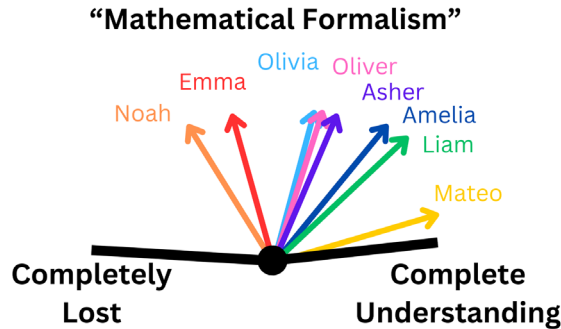 “Mathematical Formalism”
Olivia
Oliver
Emma
Asher
Noah
Amelia
Liam
Mateo
Completely
Lost
Complete
Understanding